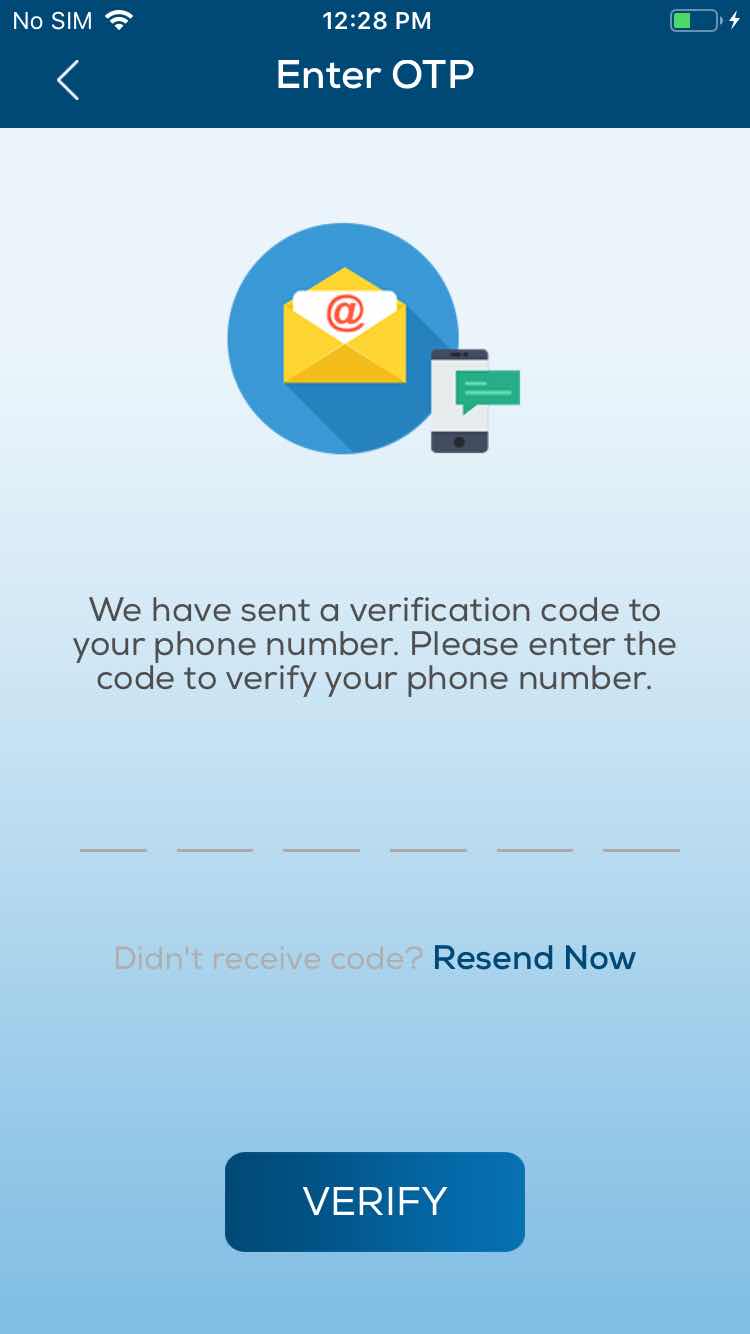 No SIM 12:28 PM
Enter OTP
@
We have sent a verification code to
your phone number. Please enter the
code to verify your phone number.
Didn't receive code? Resend Now
VERIFY